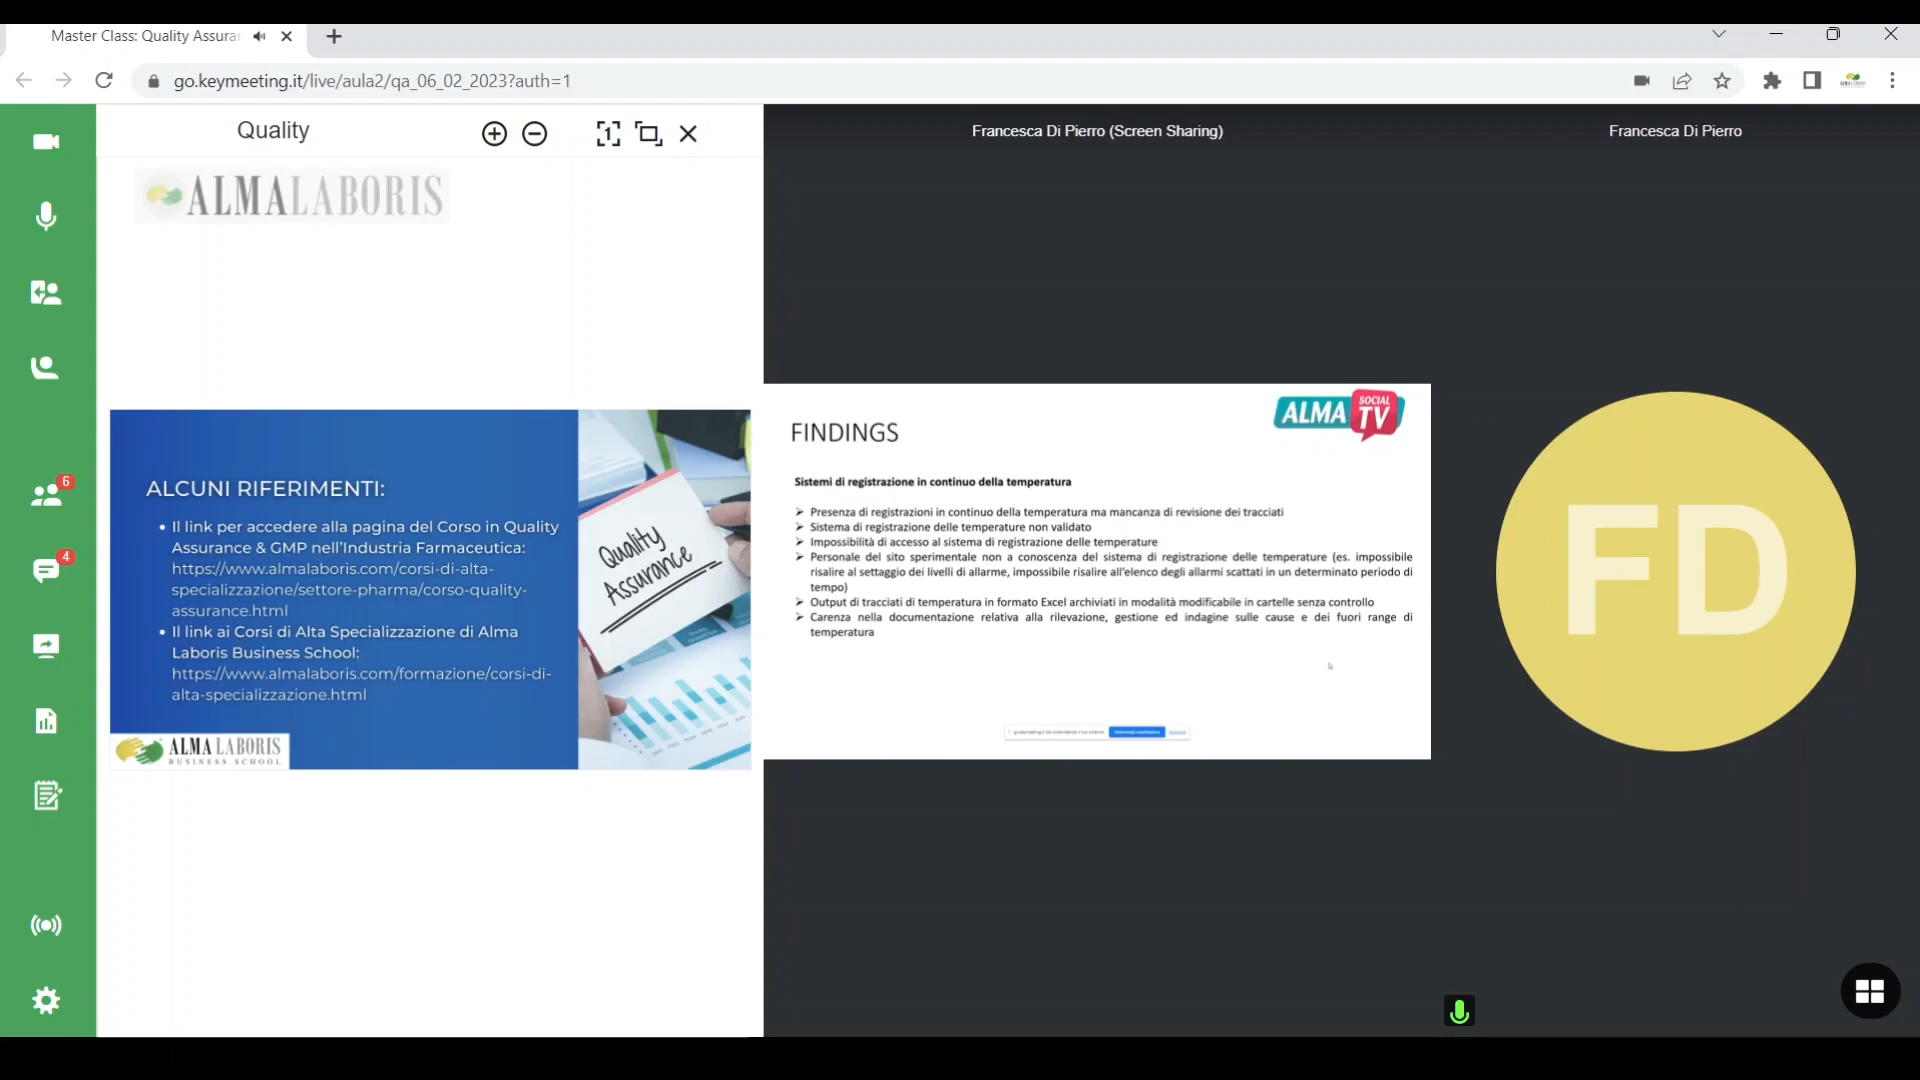 Master Class: Quality Assura
go.keymeeting.it/live/aula2/qa_06_02_2023?auth=1
Quality
ALMALABORIS
ALCUNI RIFERIMENTI:
• Il link per accedere alla pagina del Corso in Quality
Assurance & GMP nell'Industria Farmaceutica:
https://www.almalaboris.com/corsi-di-alta-
specializzazione/settore-pharma/corso-quality-
assurance.html
• Il link ai Corsi di Alta Specializzazione di Alma
Laboris Business School:
https://www.almalaboris.com/formazione/corsi-di-
alta-specializzazione.html
ALMA LABORIS
BUSINESS SCHOOL
Quality
Assurance
6
4
Francesca Di Pierro (Screen Sharing)
ALMA SOCIAL TV
FINDINGS
Sistemi di registrazione in continuo della temperatura
➢ Presenza di registrazioni in continuo della temperatura ma mancanza di revisione dei tracciati
➢ Sistema di registrazione delle temperature non validato
➢ Impossibilità di accesso al sistema di registrazione delle temperature
➢ Personale del sito sperimentale non a conoscenza del sistema di registrazione delle temperature (es. impossibile
risalire al settaggio dei livelli di allarme, impossibile risalire all'elenco degli allarmi scattati in un determinato periodo di
tempo)
➢ Output di tracciati di temperatura in formato Excel archiviati in modalità modificabile in cartelle senza controllo
➢ Carenza nella documentazione relativa alla rilevazione, gestione ed indagine sulle cause e dei fuori range di
temperatura
Francesca Di Pierro
FD